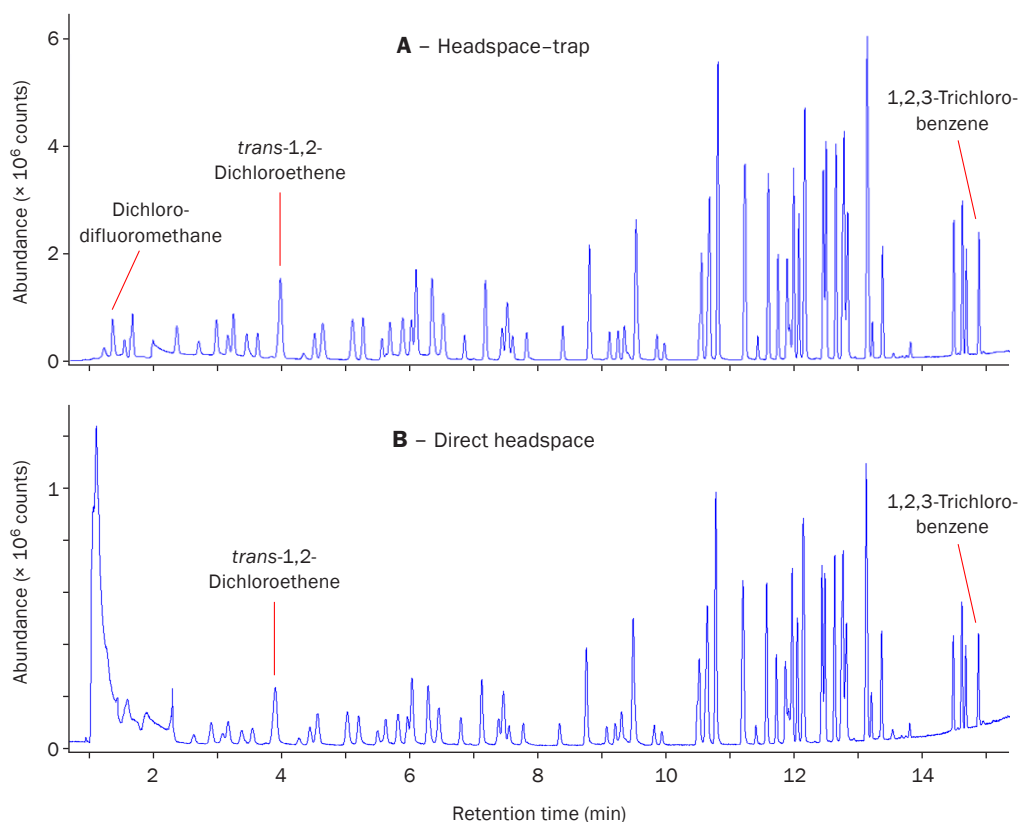 A – Headspace–trap
Abundance (× 10⁶ counts)
6
4
2
0
Dichloro-
difluoromethane
trans-1,2-
Dichloroethene
1,2,3-Trichloro-
benzene
B – Direct headspace
Abundance (× 10⁶ counts)
1
0
trans-1,2-
Dichloroethene
1,2,3-Trichloro-
benzene
2 4 6 8 10 12 14
Retention time (min)